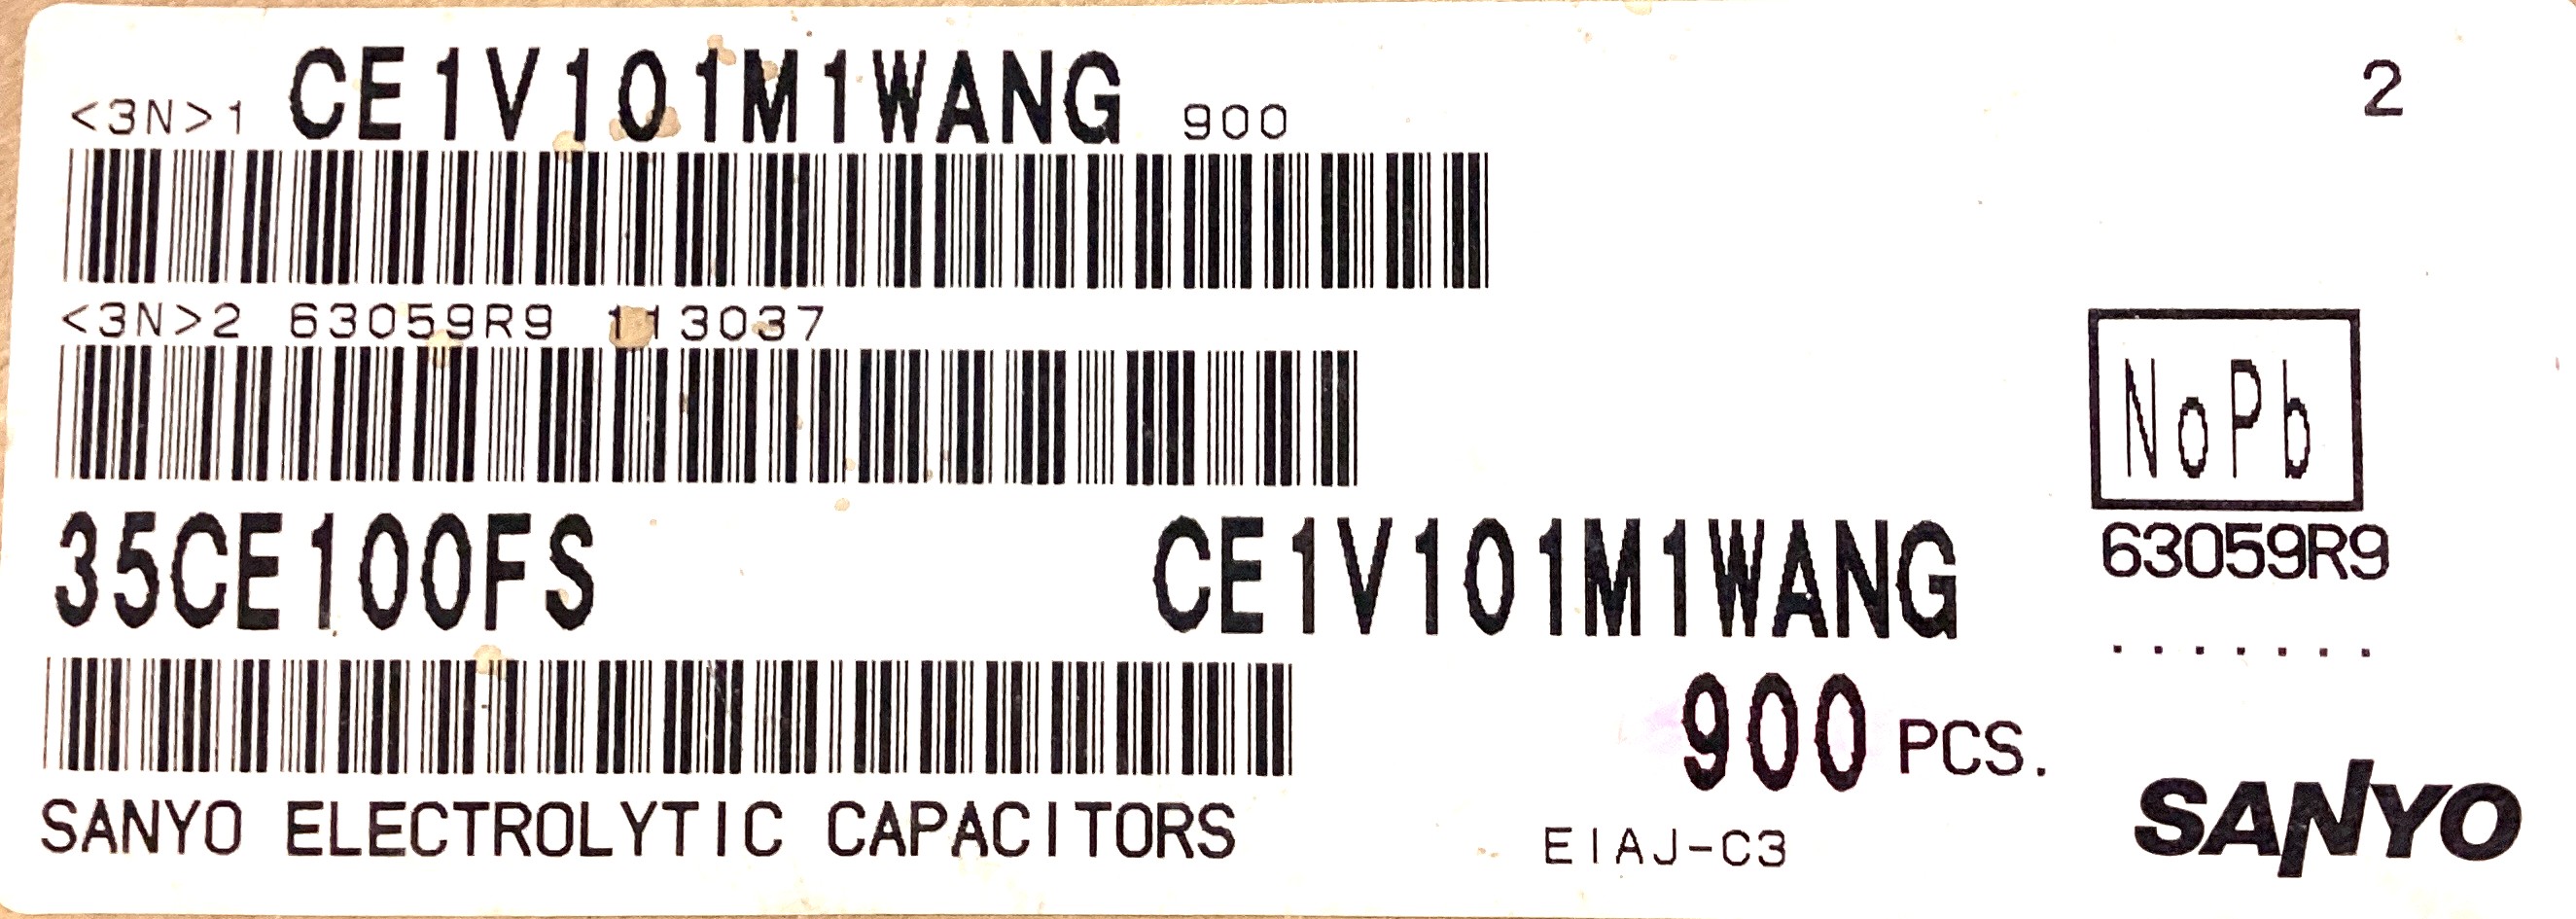 <3N>1 CE1V101M1WANG 900
2
<3N>2 63059R9 113037
NoPb
35CE100FS CE1V101M1WANG
63059R9
.......
900 PCS.
SANYO ELECTROLYTIC CAPACITORS
EIAJ-C3
SANYO